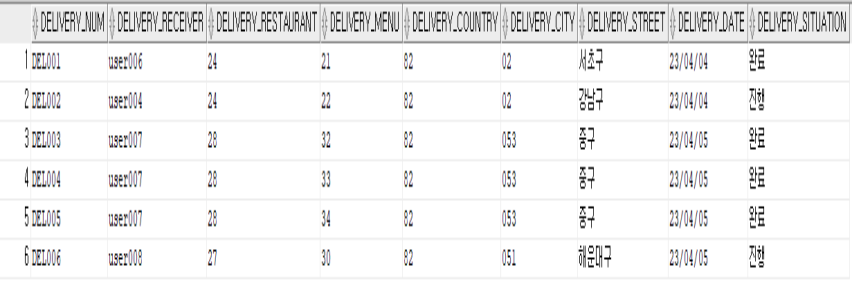 DELIVERY_NUM DELIVERY_RECEIVER DELIVERY_RESTAURANT DELIVERY_MENU DELIVERY_COUNTRY DELIVERY_CITY DELIVERY_STREET DELIVERY_DATE DELIVERY_SITUATION
1 DEL001 user006 24 21 82 02 서초구 23/04/04 완료
2 DEL002 user004 24 22 82 02 강남구 23/04/04 진행
3 DEL003 user007 28 32 82 053 중구 23/04/05 완료
4 DEL004 user007 28 33 82 053 중구 23/04/05 완료
5 DEL005 user007 28 34 82 053 중구 23/04/05 완료
6 DEL006 user008 27 30 82 051 해운대구 23/04/05 진행